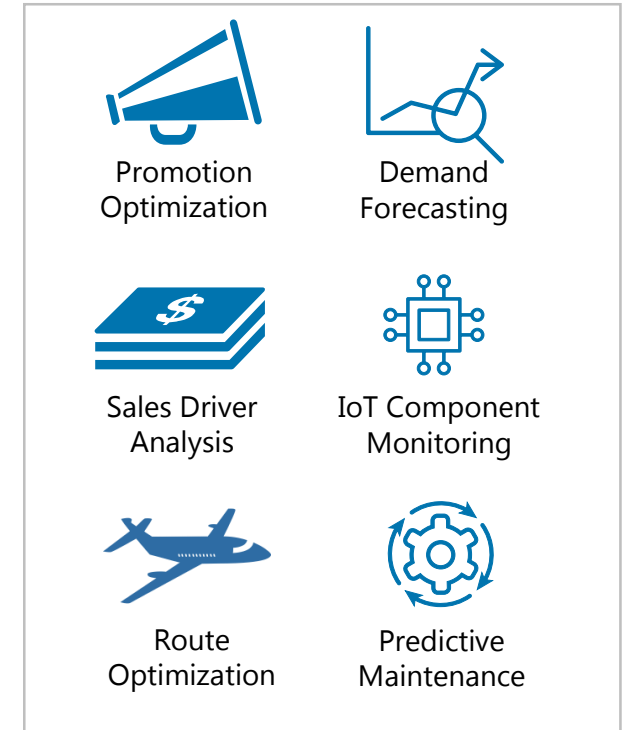 Promotion
Optimization
Demand
Forecasting
$
Sales Driver
Analysis
IoT Component
Monitoring
Route
Optimization
Predictive
Maintenance